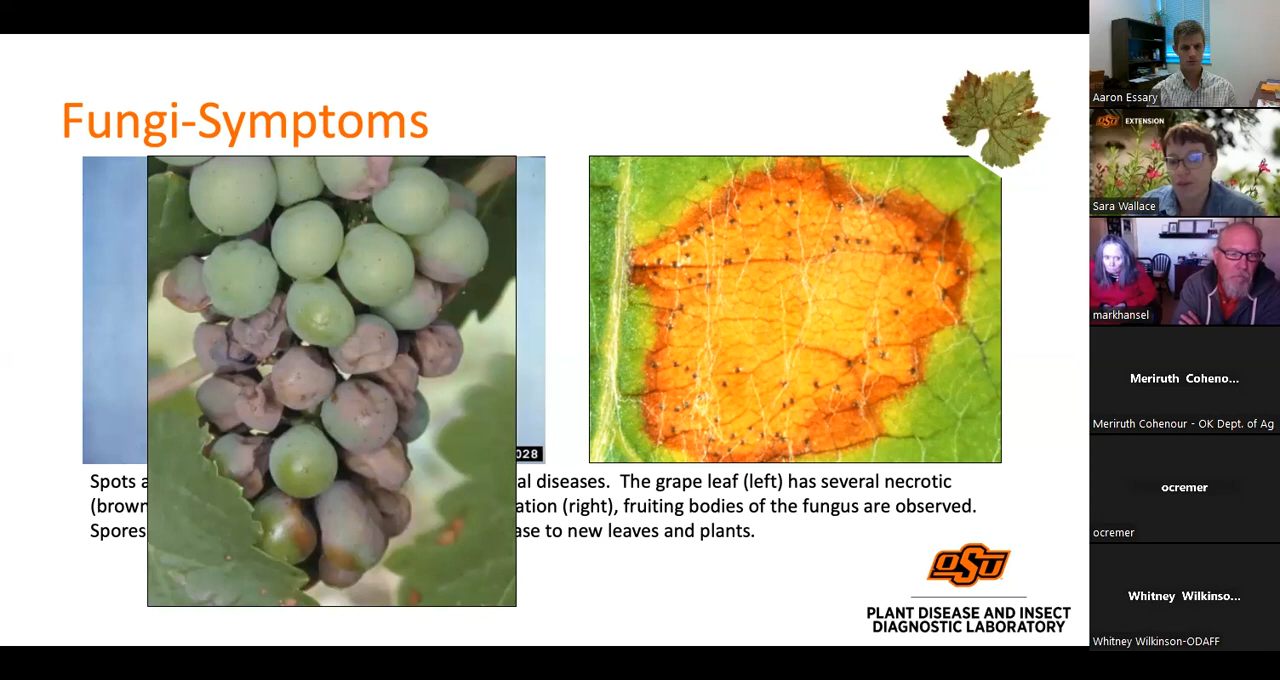 Fungi-Symptoms
028
Spots a al diseases. The grape leaf (left) has several necrotic
(brown ation (right), fruiting bodies of the fungus are observed.
Spores ase to new leaves and plants.
OSU
PLANT DISEASE AND INSECT
DIAGNOSTIC LABORATORY
Aaron Essary
OSU EXTENSION
Sara Wallace
markhansel
Meriruth Coheno...
Meriruth Cohenour - OK Dept. of Ag
ocremer
ocremer
Whitney Wilkinso...
Whitney Wilkinson-ODAFF